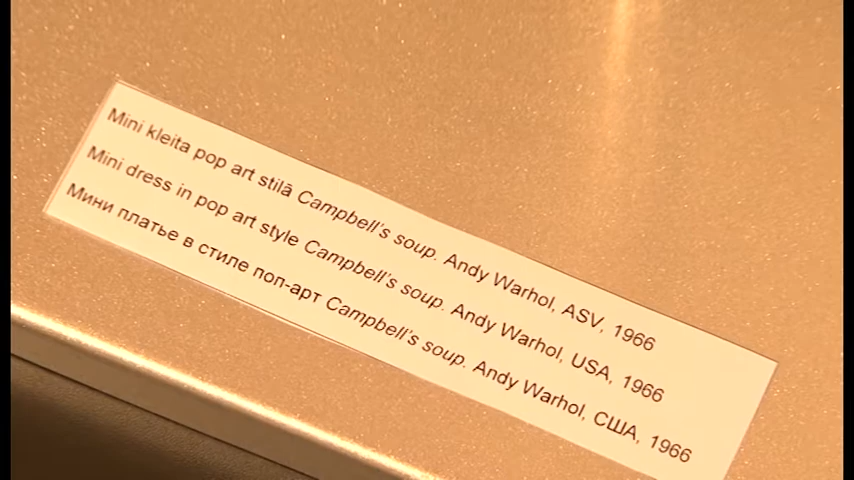 Mini kleita pop art stilā Campbell's soup. Andy Warhol, ASV, 1966
Mini dress in pop art style Campbell's soup. Andy Warhol, USA, 1966
Мини платье в стиле поп-арт Campbell's soup. Andy Warhol, США, 1966